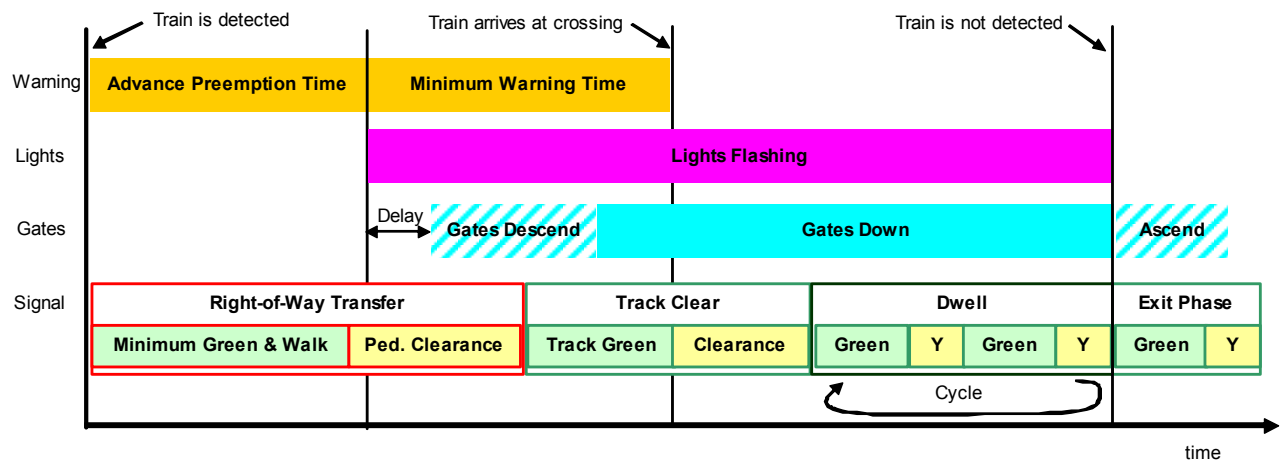 Train is detected
Train arrives at crossing
Train is not detected
Warning
Advance Preemption Time
Minimum Warning Time
Lights
Lights Flashing
Gates
Delay
Gates Descend
Gates Down
Ascend
Signal
Right-of-Way Transfer
Track Clear
Dwell
Exit Phase
Minimum Green & Walk
Ped. Clearance
Track Green
Clearance
Green
Y
Green
Y
Green
Y
Cycle
time